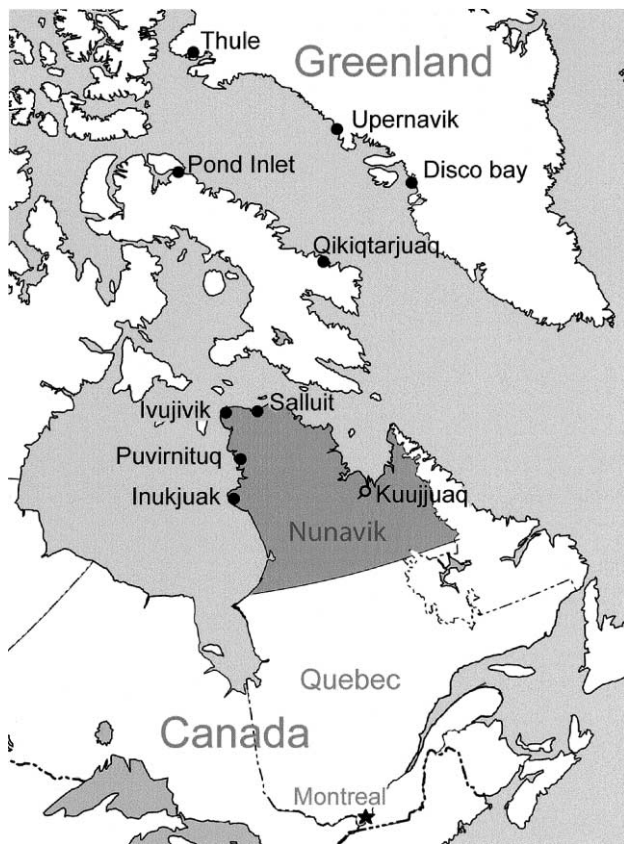 Thule
Greenland
Upernavik
Pond Inlet
Disco bay
Qikiqtarjuaq
Ivujivik
Salluit
Puvirnituq
Kuujjuaq
Inukjuak
Nunavik
Quebec
Canada
Montreal